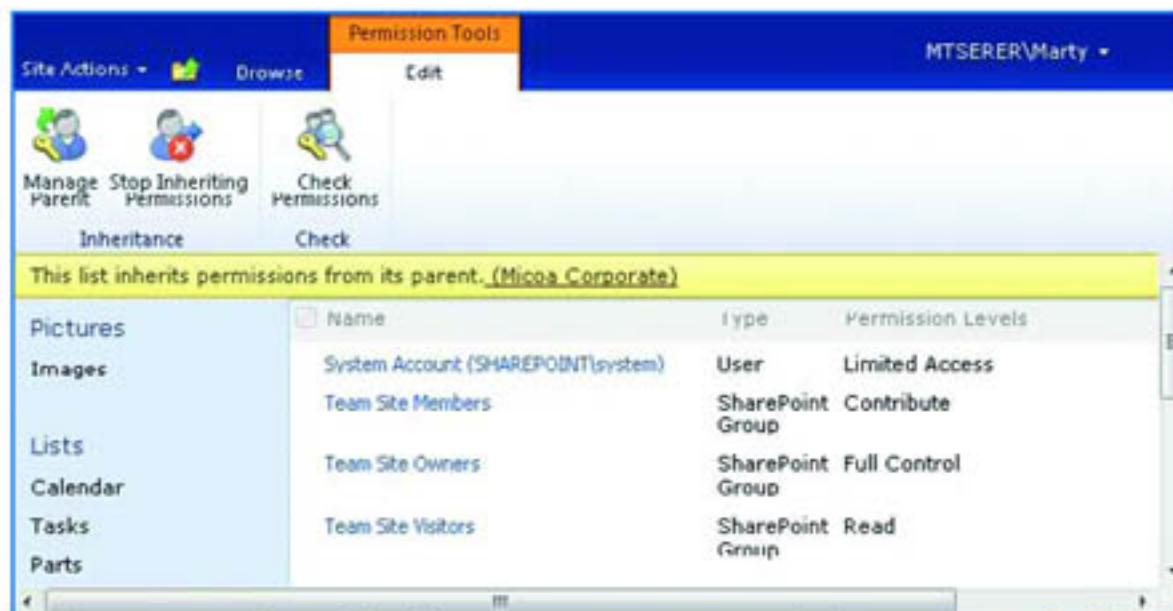 Permission Tools
Site Actions Browse Edit MTSERER\Marty
Manage Parent
Stop Inheriting Permissions
Check Permissions
Inheritance
Check
This list inherits permissions from its parent. (Micoa Corporate)
Pictures
Images
Lists
Calendar
Tasks
Parts
Name Type Permission Levels
System Account (SHAREPOINT\system) User Limited Access
Team Site Members SharePoint Group Contribute
Team Site Owners SharePoint Group Full Control
Team Site Visitors SharePoint Group Read